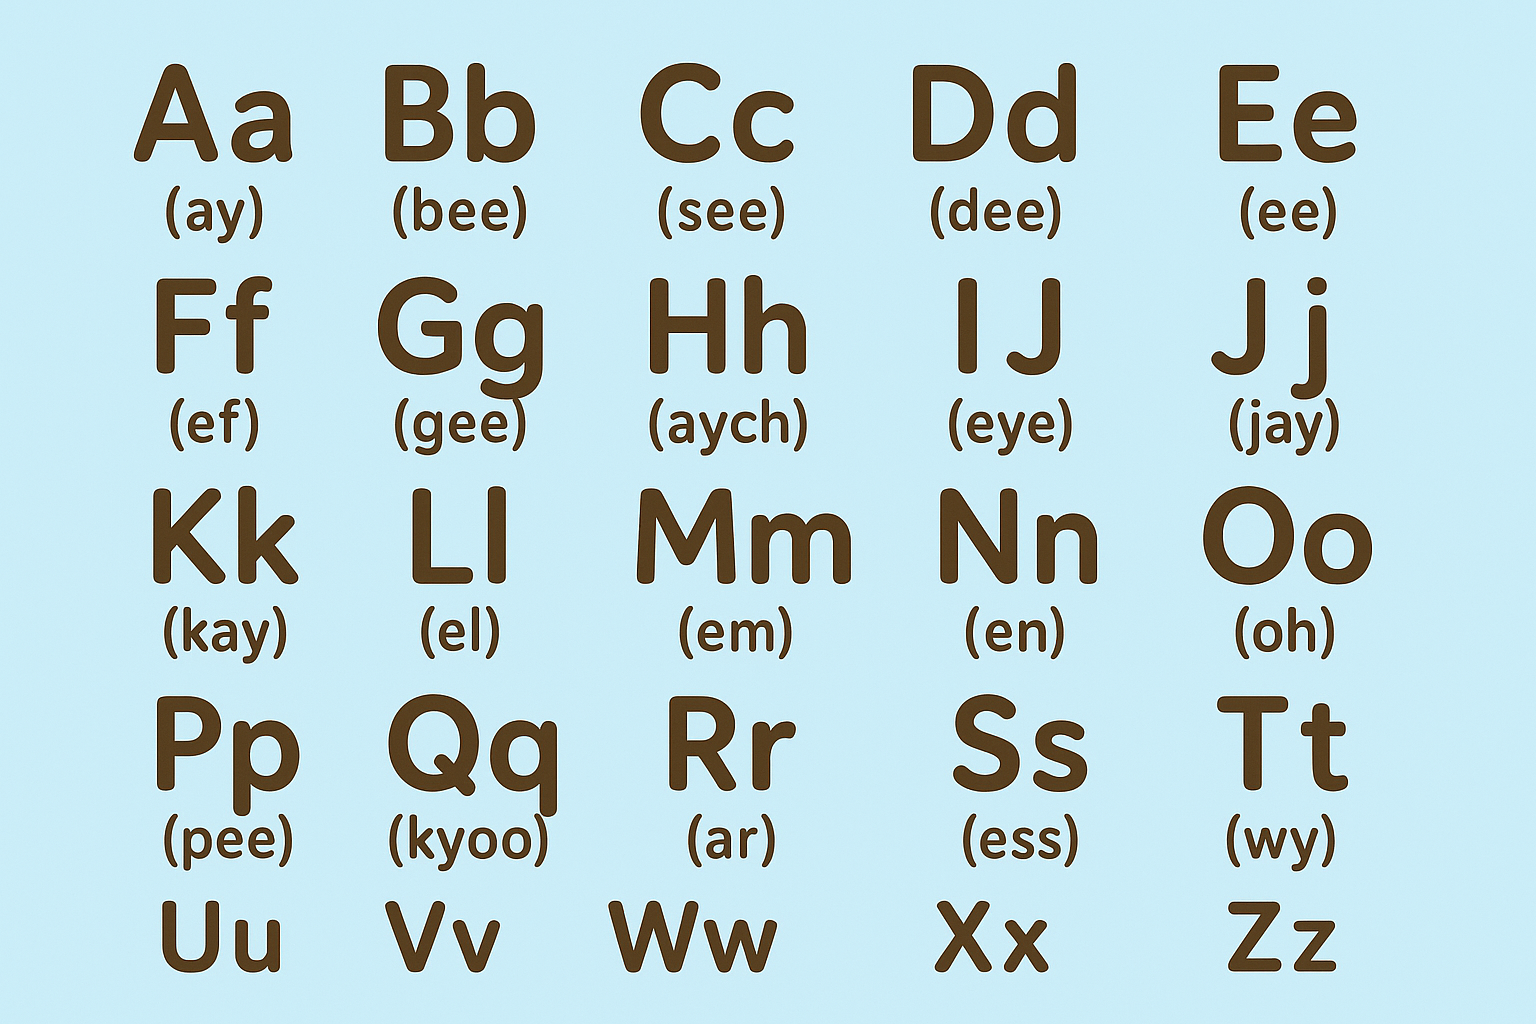 Aa Bb Cc Dd Ee
(ay) (bee) (see) (dee) (ee)
Ff Gg Hh IJ Jj
(ef) (gee) (aych) (eye) (jay)
Kk Ll Mm Nn Oo
(kay) (el) (em) (en) (oh)
Pp Qq Rr Ss Tt
(pee) (kyoo) (ar) (ess) (wy)
Uu Vv Ww Xx Zz